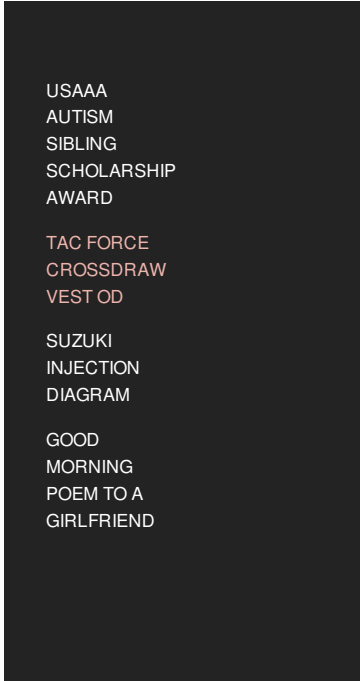 USAAA
AUTISM
SIBLING
SCHOLARSHIP
AWARD
TAC FORCE
CROSSDRAW
VEST OD
SUZUKI
INJECTION
DIAGRAM
GOOD
MORNING
POEM TO A
GIRLFRIEND